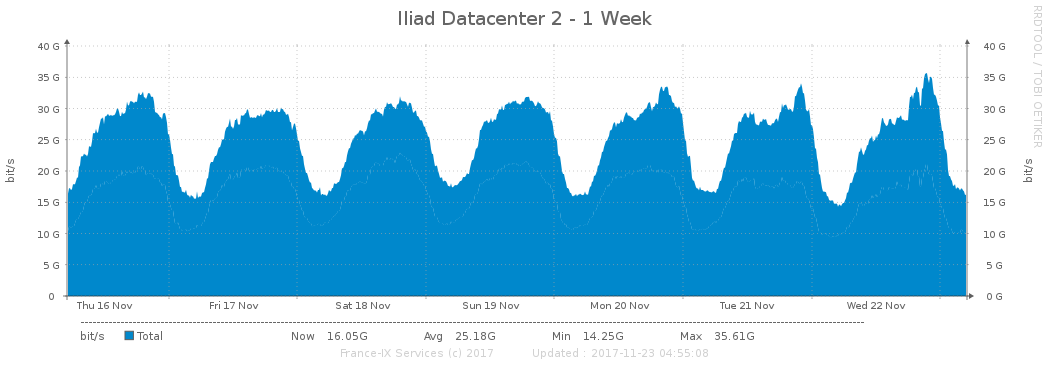 Iliad Datacenter 2 - 1 Week
RRDTOOL / TOBI OETIKER
bit/s
40 G 40 G
35 G 35 G
30 G 30 G
25 G 25 G
20 G 20 G
15 G 15 G
10 G 10 G
5 G 5 G
0 0 G
bit/s
Thu 16 Nov Fri 17 Nov Sat 18 Nov Sun 19 Nov Mon 20 Nov Tue 21 Nov Wed 22 Nov
bit/s Total Now 16.05G Avg 25.18G Min 14.25G Max 35.61G
France-IX Services (c) 2017 Updated : 2017-11-23 04:55:08